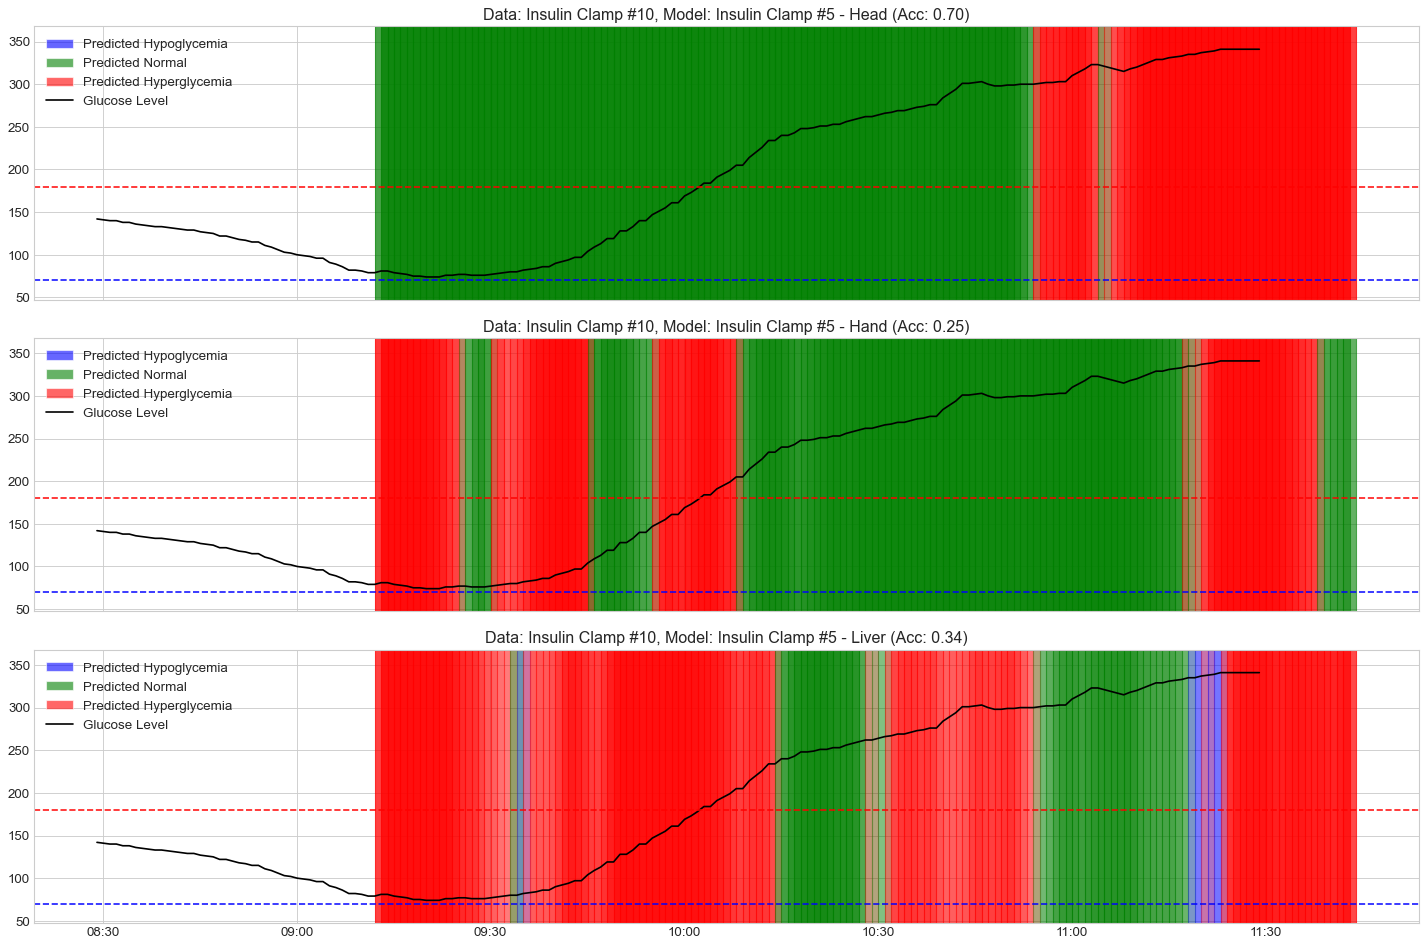 Data: Insulin Clamp #10, Model: Insulin Clamp #5 - Head (Acc: 0.70)
350
300
250
200
150
100
50
Predicted Hypoglycemia
Predicted Normal
Predicted Hyperglycemia
Glucose Level
Data: Insulin Clamp #10, Model: Insulin Clamp #5 - Hand (Acc: 0.25)
350
300
250
200
150
100
50
Predicted Hypoglycemia
Predicted Normal
Predicted Hyperglycemia
Glucose Level
Data: Insulin Clamp #10, Model: Insulin Clamp #5 - Liver (Acc: 0.34)
350
300
250
200
150
100
50
Predicted Hypoglycemia
Predicted Normal
Predicted Hyperglycemia
Glucose Level
08:30 09:00 09:30 10:00 10:30 11:00 11:30